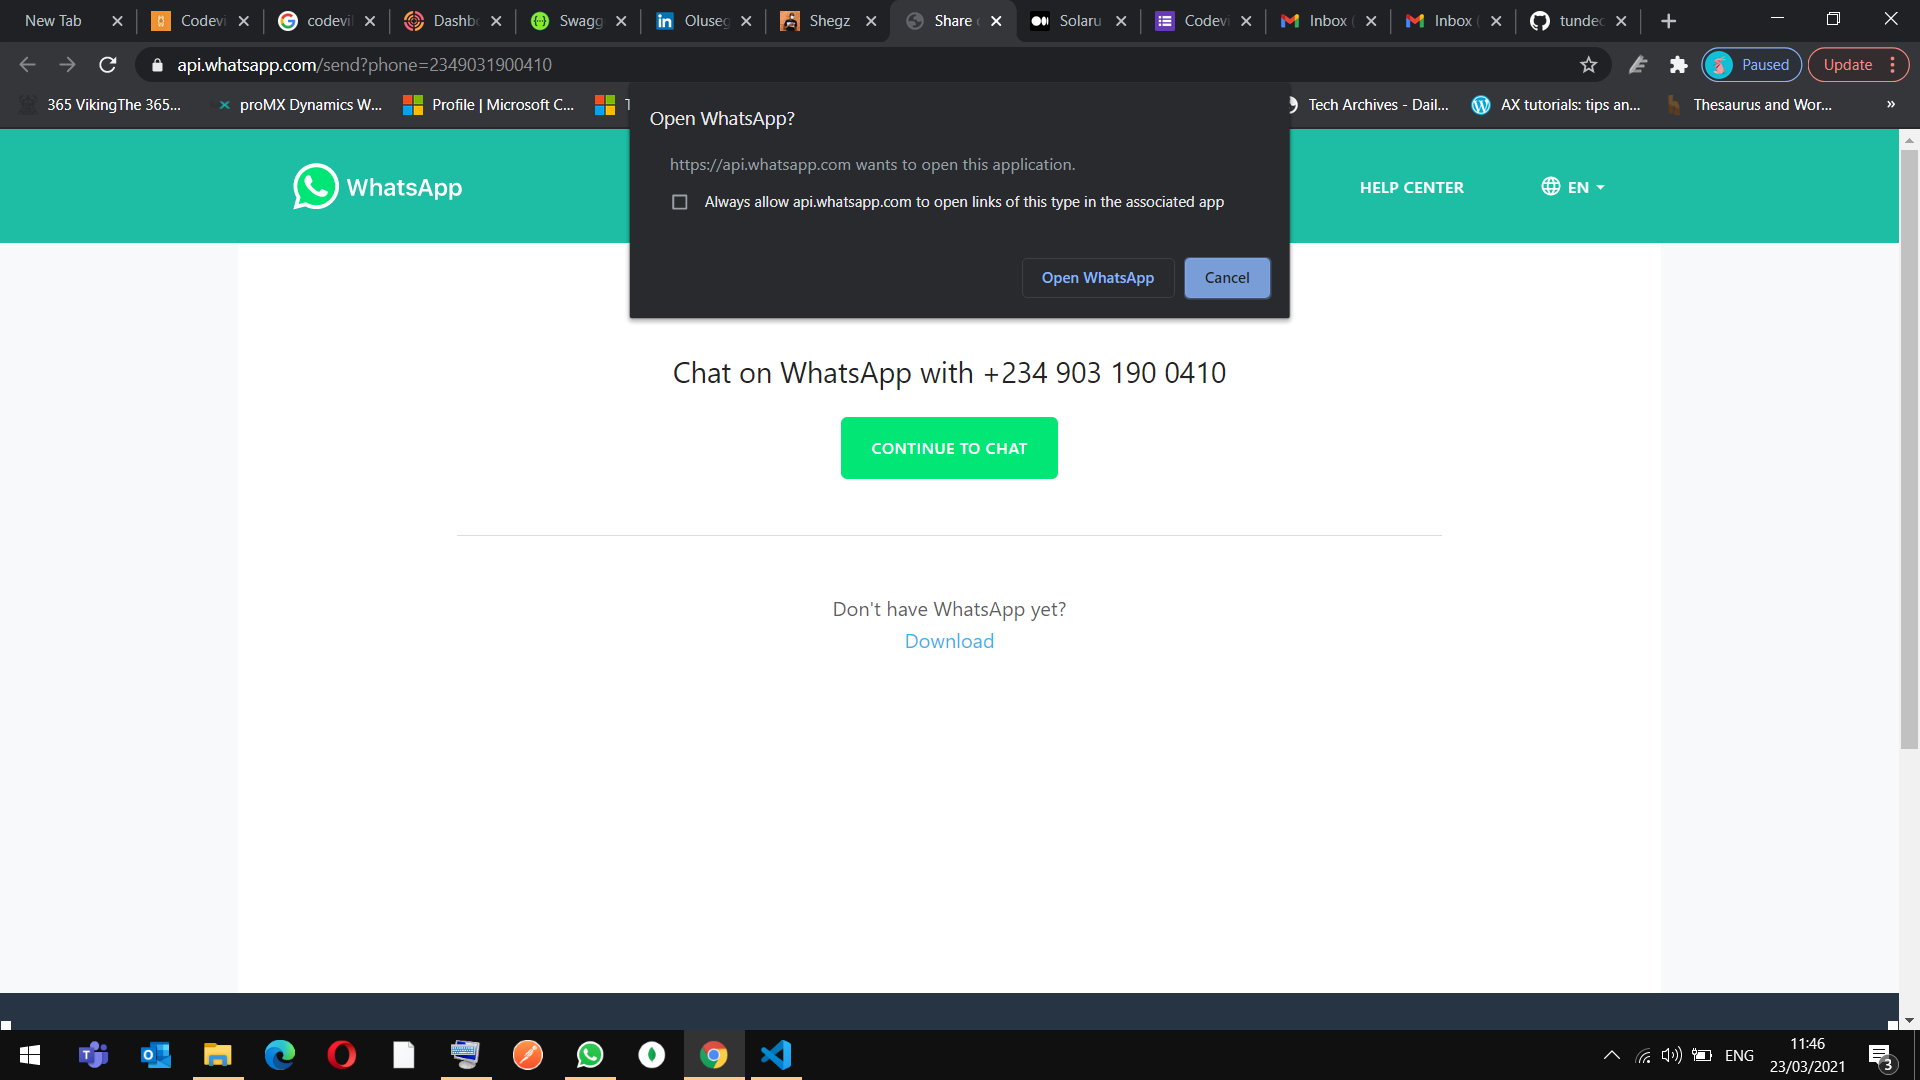 New Tab
Codevi
codevil
Dashbo
Swagg
Oluseg
Shegz
Share
Solaru
Codevi
Inbox (
Inbox (
tundec
api.whatsapp.com/send?phone=2349031900410
Paused
Update
365 VikingThe 365...
proMX Dynamics W...
Profile | Microsoft C...
T
Tech Archives - Dail...
AX tutorials: tips an...
Thesaurus and Wor...
»
Open WhatsApp?
https://api.whatsapp.com wants to open this application.
Always allow api.whatsapp.com to open links of this type in the associated app
Open WhatsApp
Cancel
WhatsApp
HELP CENTER
EN
Chat on WhatsApp with +234 903 190 0410
CONTINUE TO CHAT
Don't have WhatsApp yet?
Download
ENG
11:46
23/03/2021
3